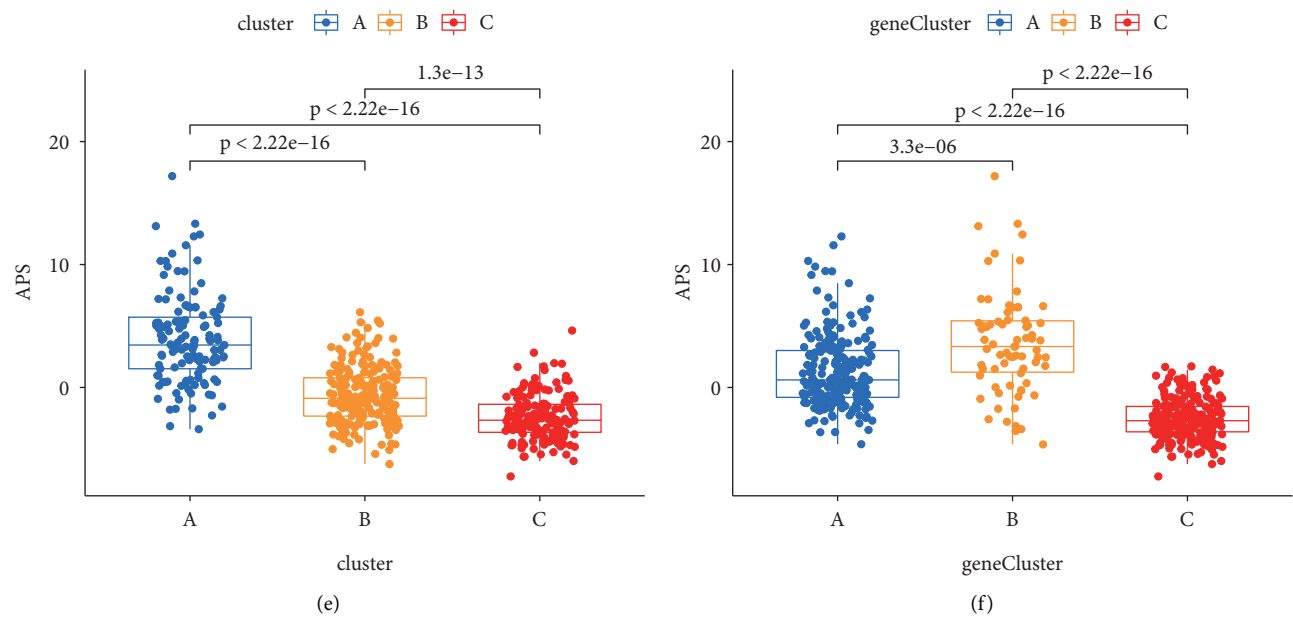 cluster A B C
1.3e−13
p < 2.22e−16
p < 2.22e−16
20
10
0
APS
A B C
cluster
(e)
geneCluster A B C
p < 2.22e−16
p < 2.22e−16
3.3e−06
20
10
0
APS
A B C
geneCluster
(f)